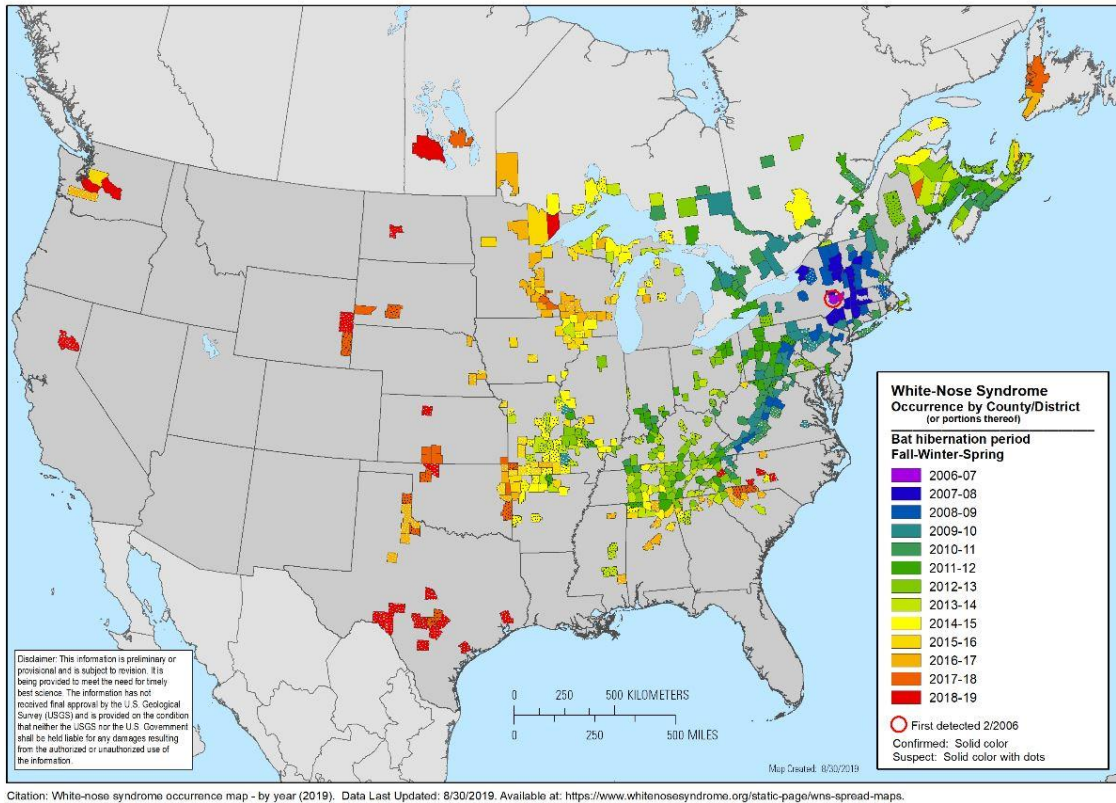 White-Nose Syndrome
Occurrence by County/District
(or portions thereof)
Bat hibernation period
Fall-Winter-Spring
2006-07
2007-08
2008-09
2009-10
2010-11
2011-12
2012-13
2013-14
2014-15
2015-16
2016-17
2017-18
2018-19
First detected 2/2006
Confirmed: Solid color
Suspect: Solid color with dots
Disclaimer: This information is preliminary or
provisional and is subject to revision. It is
being provided to meet the need for timely
best science. The information has not
received final approval by the U.S. Geological
Survey (USGS) and is provided on the condition
that neither the USGS nor the U.S. Government
shall be held liable for any damages resulting
from the authorized or unauthorized use of
the information.
0 250 500 KILOMETERS
0 250 500 MILES
Map Created: 8/30/2019
Citation: White-nose syndrome occurrence map - by year (2019). Data Last Updated: 8/30/2019. Available at: https://www.whitenosesyndrome.org/static-page/wns-spread-maps.